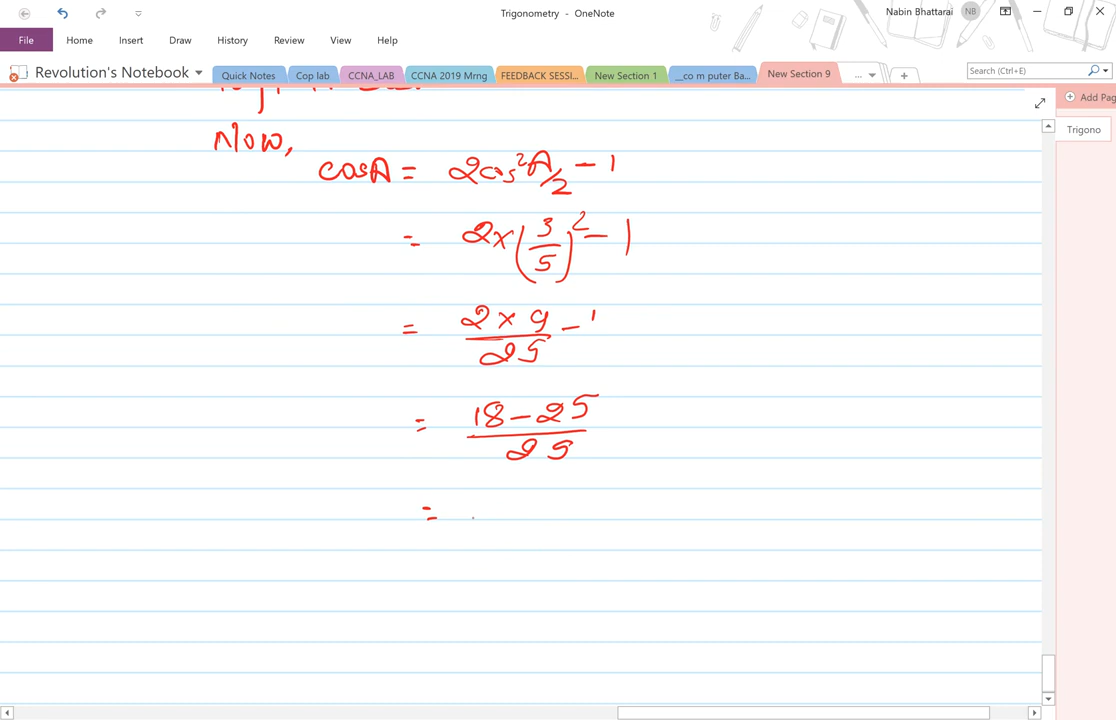 Trigonometry - OneNote
Nabin Bhattarai NB
File Home Insert Draw History Review View Help
Revolution's Notebook
Quick Notes Cop lab CCNA_LAB CCNA 2019 Mrng FEEDBACK SESSI... New Section 1 __co m puter Ba... New Section 9 ... +
Search (Ctrl+E)
Add Pag
Trigono
Now,
cosA = 2cos²A/2 - 1
= 2×(3/5)² - 1
= 2×9/25 - 1
= 18-25/25
=